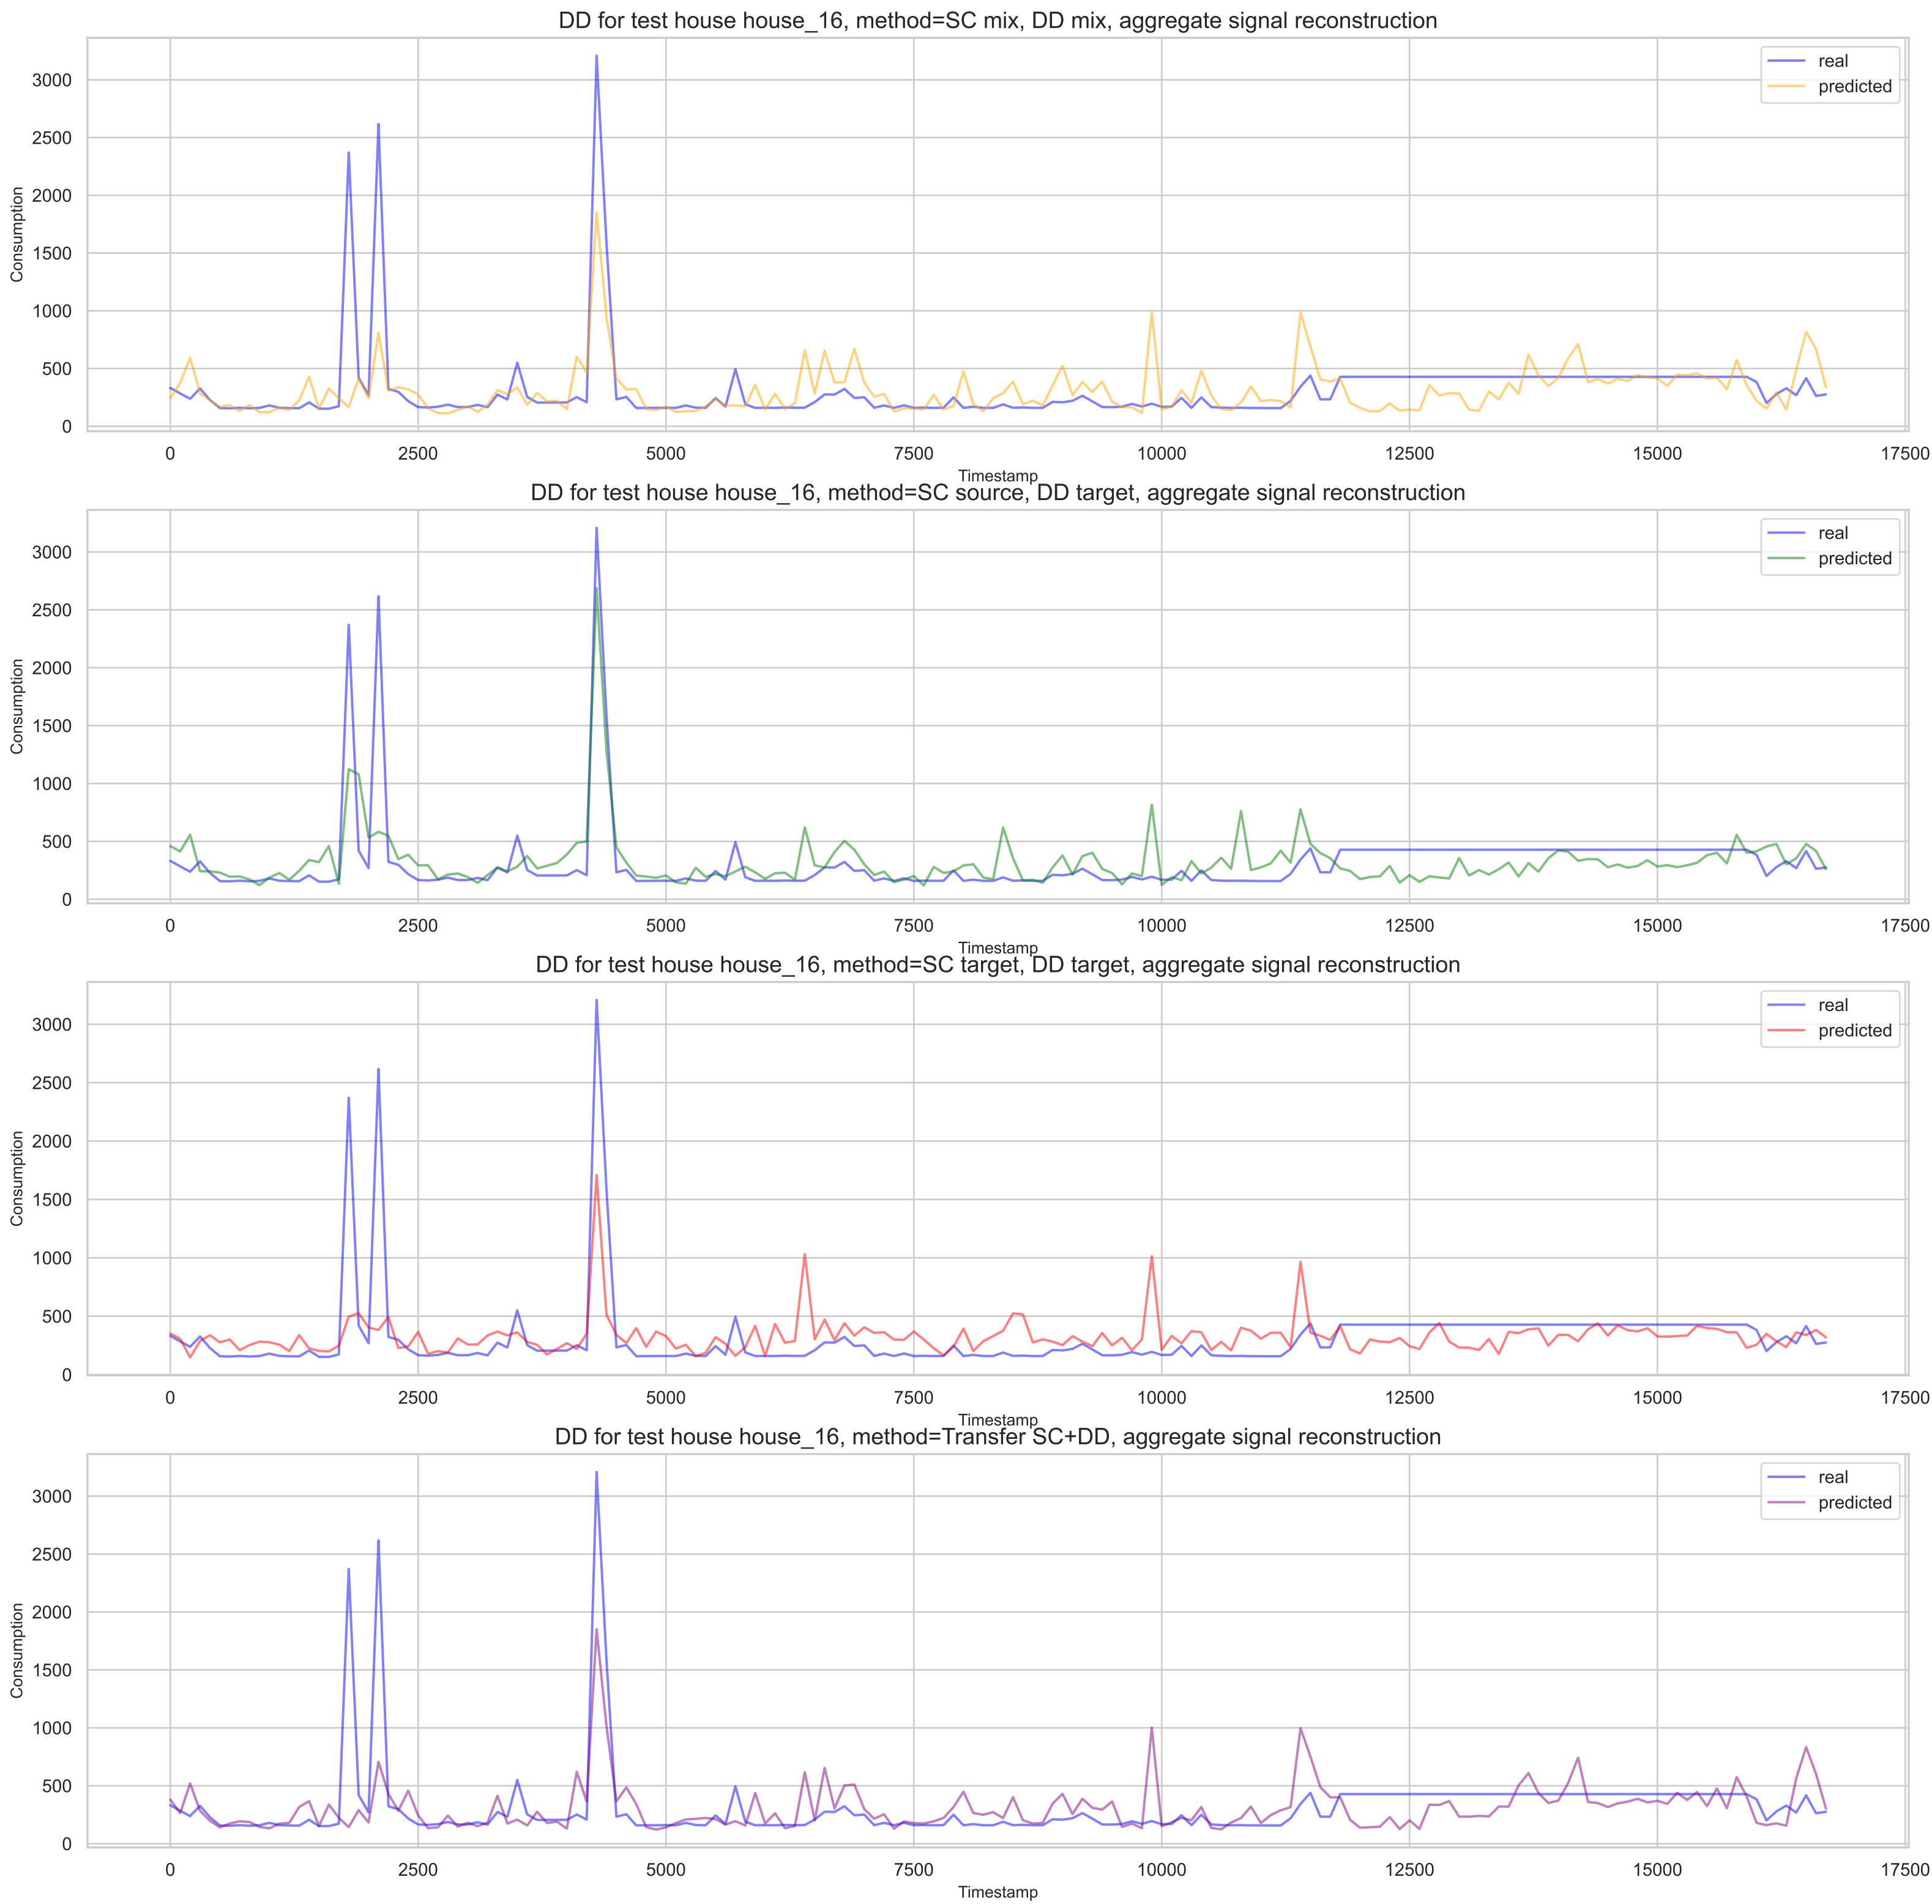 DD for test house house_16, method=SC mix, DD mix, aggregate signal reconstruction
real
predicted
3000
2500
2000
1500
1000
500
0
Consumption
0 2500 5000 7500 10000 12500 15000 17500
Timestamp
DD for test house house_16, method=SC source, DD target, aggregate signal reconstruction
real
predicted
3000
2500
2000
1500
1000
500
0
Consumption
0 2500 5000 7500 10000 12500 15000 17500
Timestamp
DD for test house house_16, method=SC target, DD target, aggregate signal reconstruction
real
predicted
3000
2500
2000
1500
1000
500
0
Consumption
0 2500 5000 7500 10000 12500 15000 17500
Timestamp
DD for test house house_16, method=Transfer SC+DD, aggregate signal reconstruction
real
predicted
3000
2500
2000
1500
1000
500
0
Consumption
0 2500 5000 7500 10000 12500 15000 17500
Timestamp